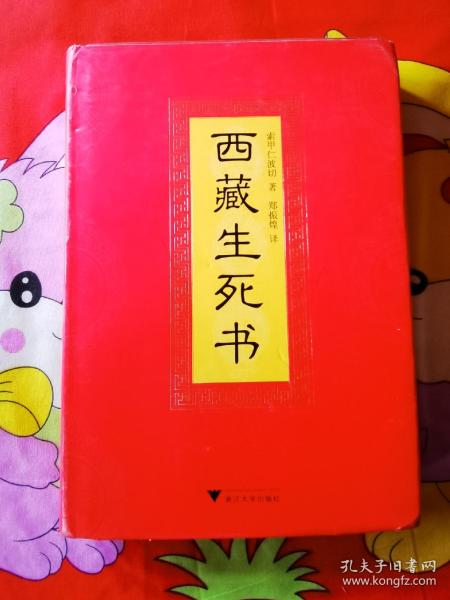 西藏生死书
索甲仁波切 著 郑振煌 译
浙江大学出版社
孔夫子旧书网
www.kongfz.com